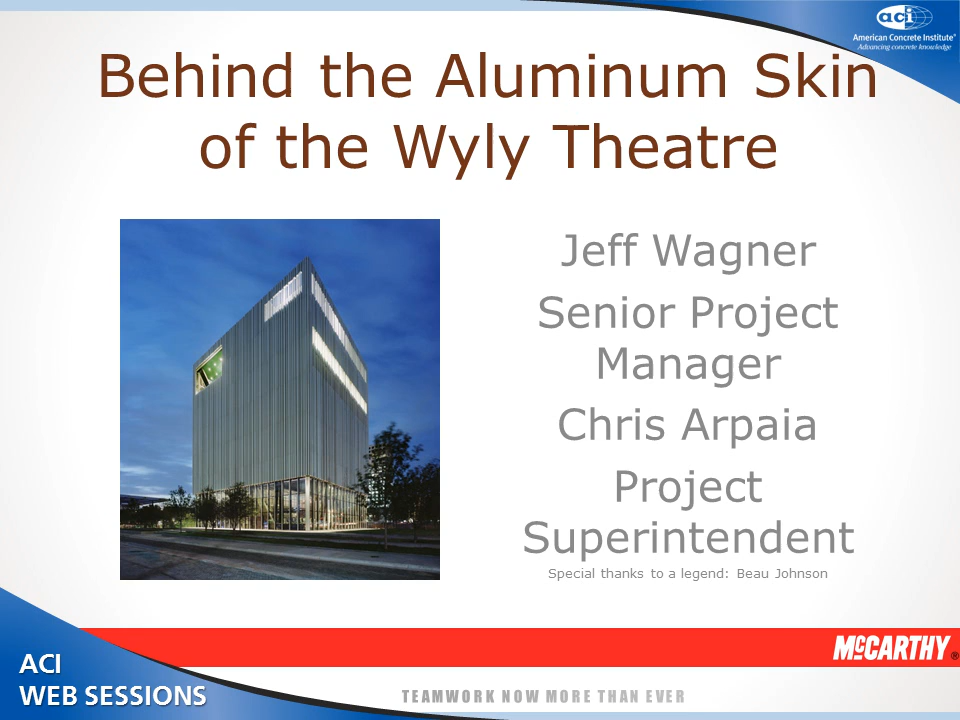 aci
American Concrete Institute®
Advancing concrete knowledge
Behind the Aluminum Skin
of the Wyly Theatre
Jeff Wagner
Senior Project
Manager
Chris Arpaia
Project
Superintendent
Special thanks to a legend: Beau Johnson
McCARTHY®
ACI
WEB SESSIONS
TEAMWORK NOW MORE THAN EVER